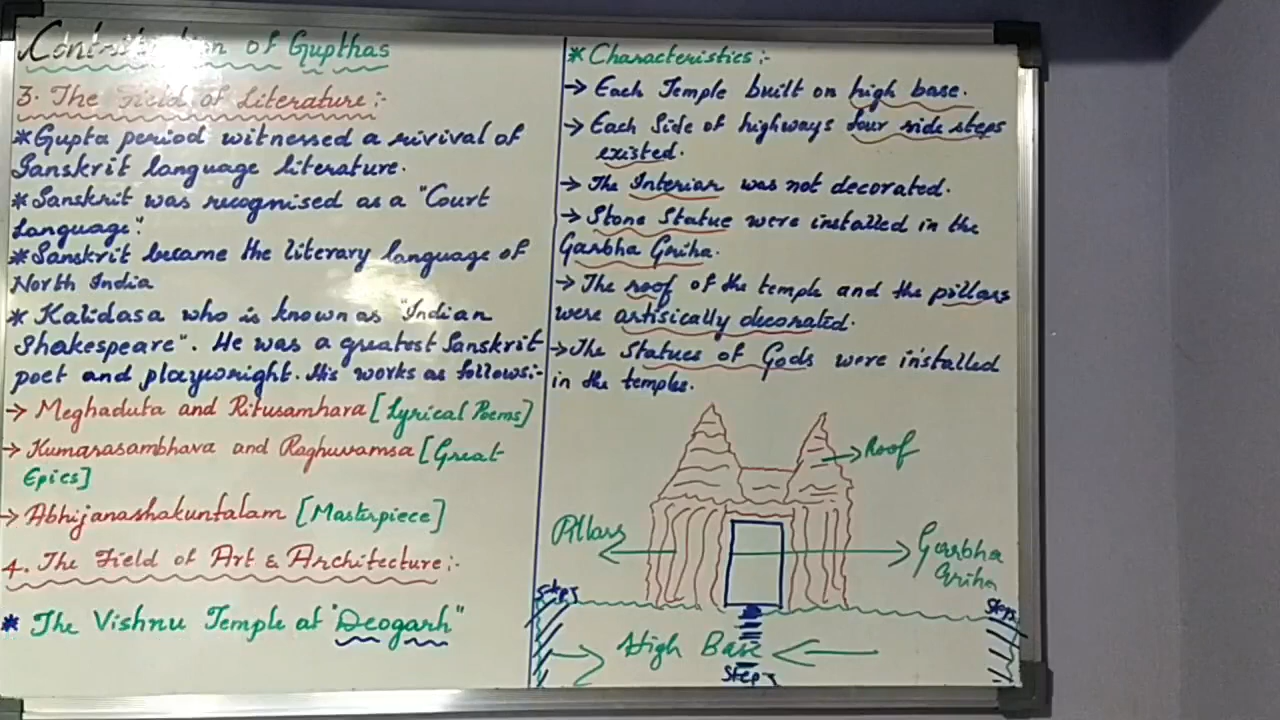 of Gupthas
3. The Field of Literature:-
*Gupta period witnessed a rivival of
Sanskrit language literature.
*Sanskrit was recognised as a "Court
Language".
*Sanskrit became the literary language of
North India
* Kalidasa who is known as "Indian
Shakespeare". He was a greatest Sanskrit
poet and playwright. His works as follows:-
→ Meghaduta and Ritusamhara [Lyrical Poems]
→ Kumarasambhava and Raghuvamsa [Great
Epics]
→ Abhijanashakuntalam [Masterpiece]
4. The Field of Art & Architecture:-
* The Vishnu Temple at "Deogarh"
* Characteristics:-
→ Each Temple built on high base.
→ Each Side of highways four side steps
existed.
→ The Interiar was not decorated.
→ Stone Statue were installed in the
Garbha Griha.
→ The roof of the temple and the pillars
were artisically decorated.
→ The Statues of Gods were installed
in the temples.
Roof
Pillars
Garbha
Griha
Steps
Steps
High Base
Steps